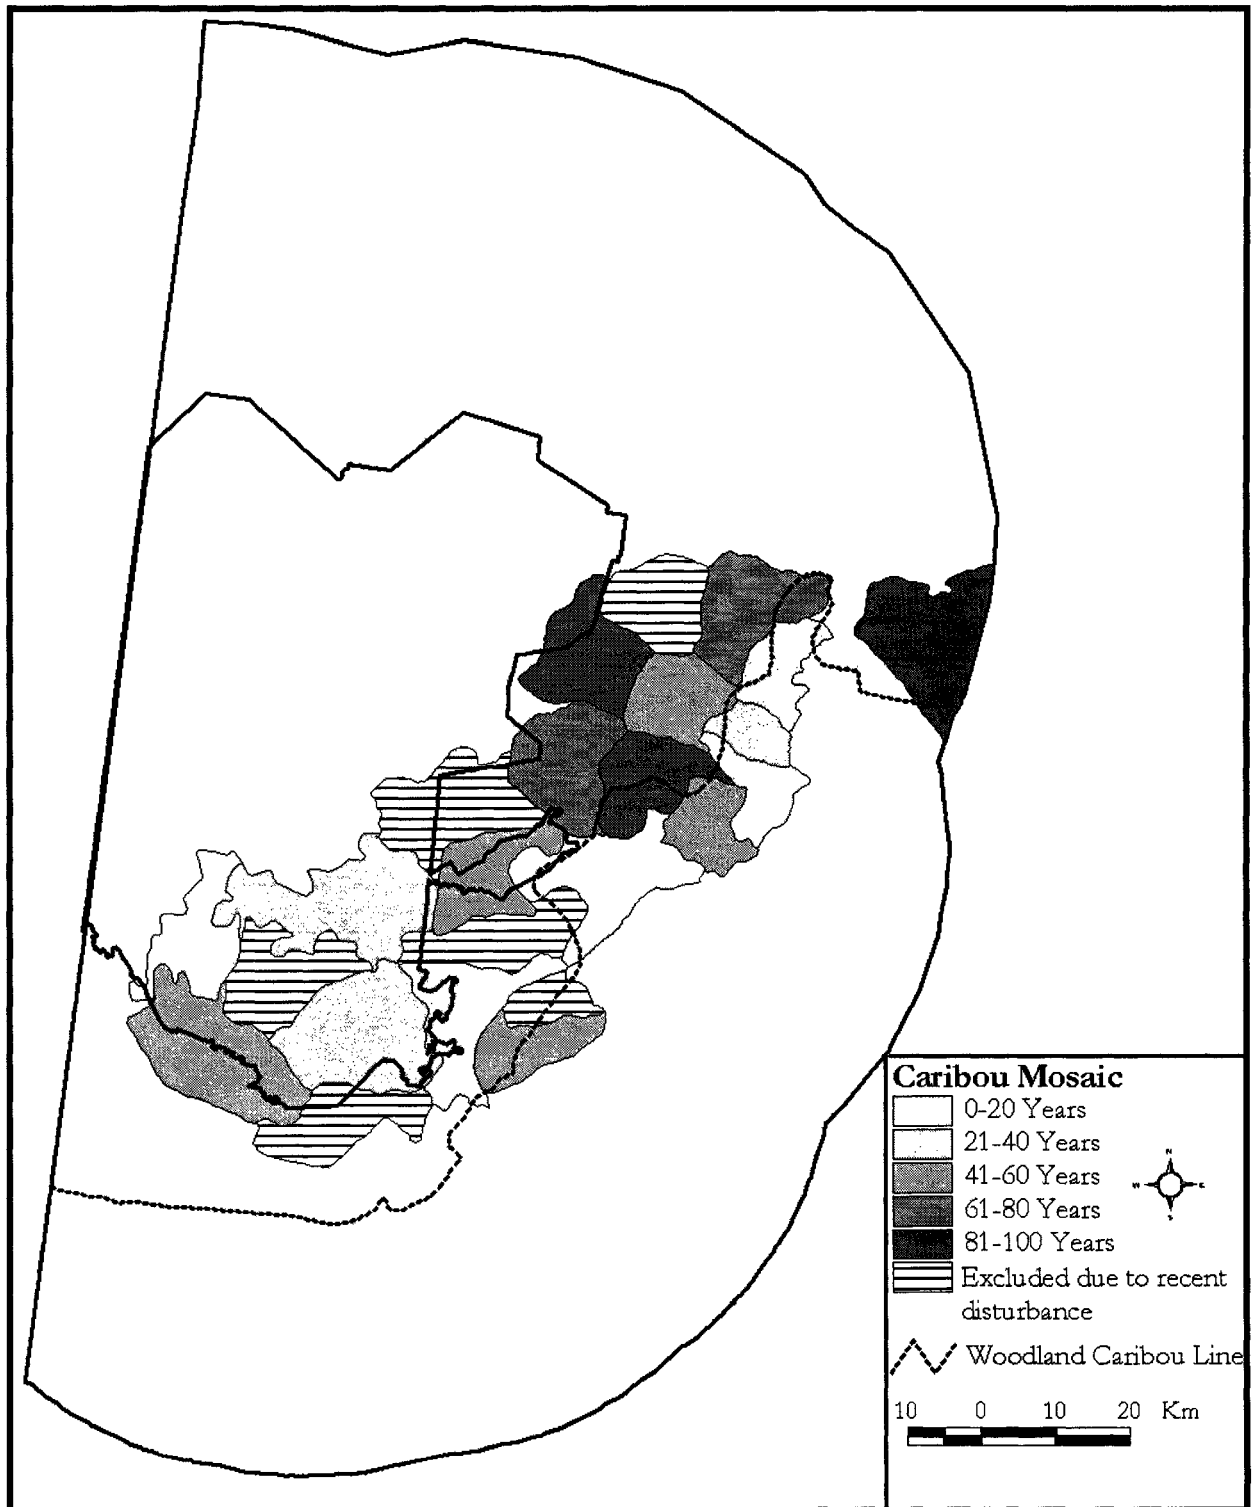 Caribou Mosaic
0-20 Years
21-40 Years
41-60 Years
61-80 Years
81-100 Years
Excluded due to recent
disturbance
Woodland Caribou Line
N
W E
S
10 0 10 20 Km